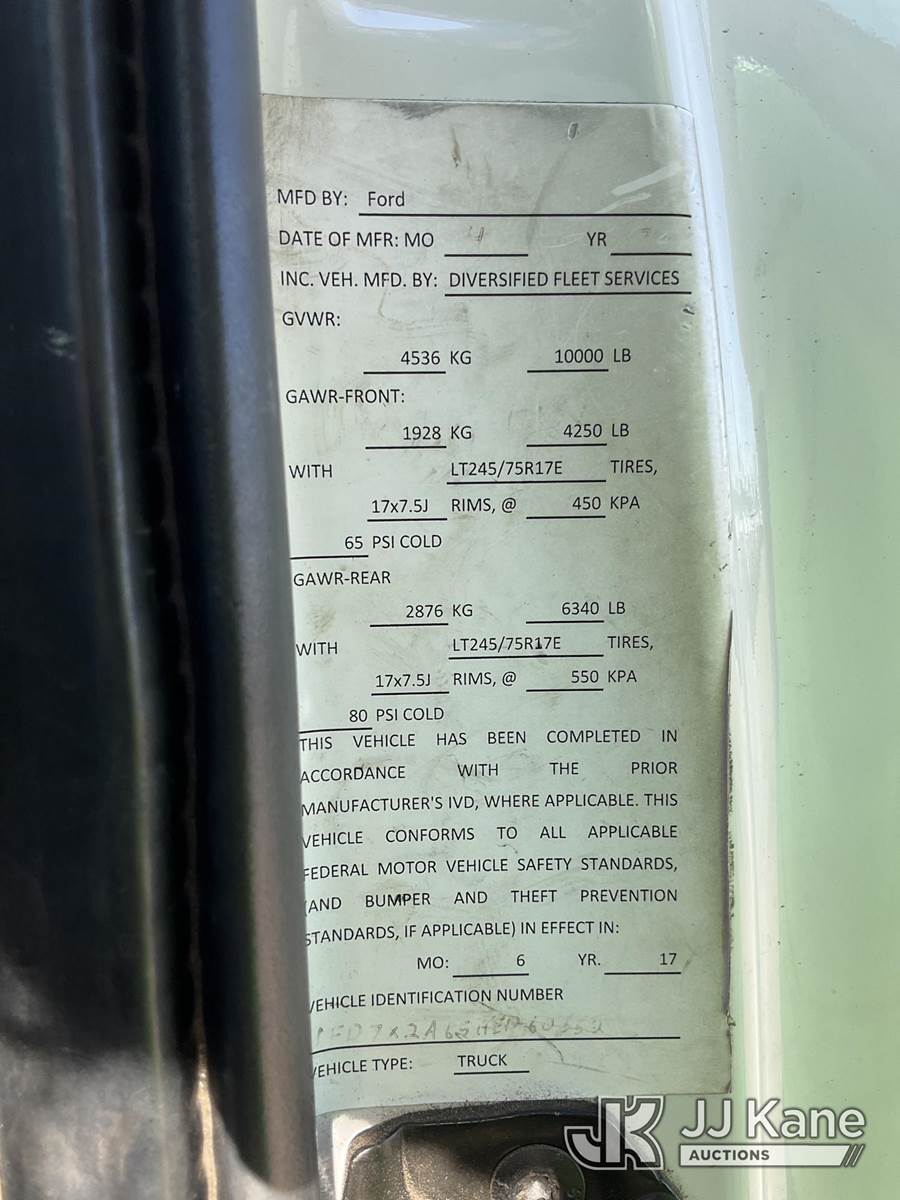 MFD BY: Ford
DATE OF MFR: MO 4 YR
INC. VEH. MFD. BY: DIVERSIFIED FLEET SERVICES
GVWR:
4536 KG 10000 LB
GAWR-FRONT:
1928 KG 4250 LB
WITH LT245/75R17E TIRES,
17x7.5J RIMS, @ 450 KPA
65 PSI COLD
GAWR-REAR
2876 KG 6340 LB
WITH LT245/75R17E TIRES,
17x7.5J RIMS, @ 550 KPA
80 PSI COLD
THIS VEHICLE HAS BEEN COMPLETED IN
ACCORDANCE WITH THE PRIOR
MANUFACTURER'S IVD, WHERE APPLICABLE. THIS
VEHICLE CONFORMS TO ALL APPLICABLE
FEDERAL MOTOR VEHICLE SAFETY STANDARDS,
(AND BUMPER AND THEFT PREVENTION
STANDARDS, IF APPLICABLE) IN EFFECT IN:
MO: 6 YR. 17
VEHICLE IDENTIFICATION NUMBER
VEHICLE TYPE: TRUCK
JK JJ Kane
AUCTIONS